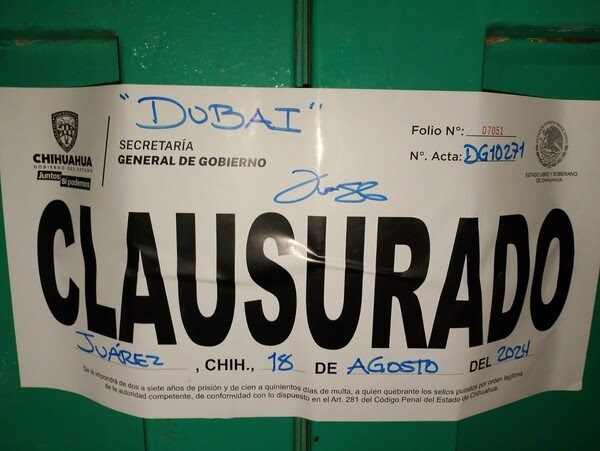 "DUBAI"
CHIHUAHUA
GOBIERNO DEL ESTADO
Juntos Sí podemos
SECRETARÍA
GENERAL DE GOBIERNO
Folio N°: 07051
N°. Acta: DG10271
ESTADO LIBRE Y SOBERANO
DE CHIHUAHUA
CLAUSURADO
JUÁREZ, CHIH., 18 DE AGOSTO DEL 2024
Se le impondrá de dos a siete años de prisión y de cien a quinientos días de multa, a quien quebrante los sellos puestos por orden legítima
de la autoridad competente, de conformidad con lo dispuesto en el Art. 281 del Código Penal del Estado de Chihuahua.